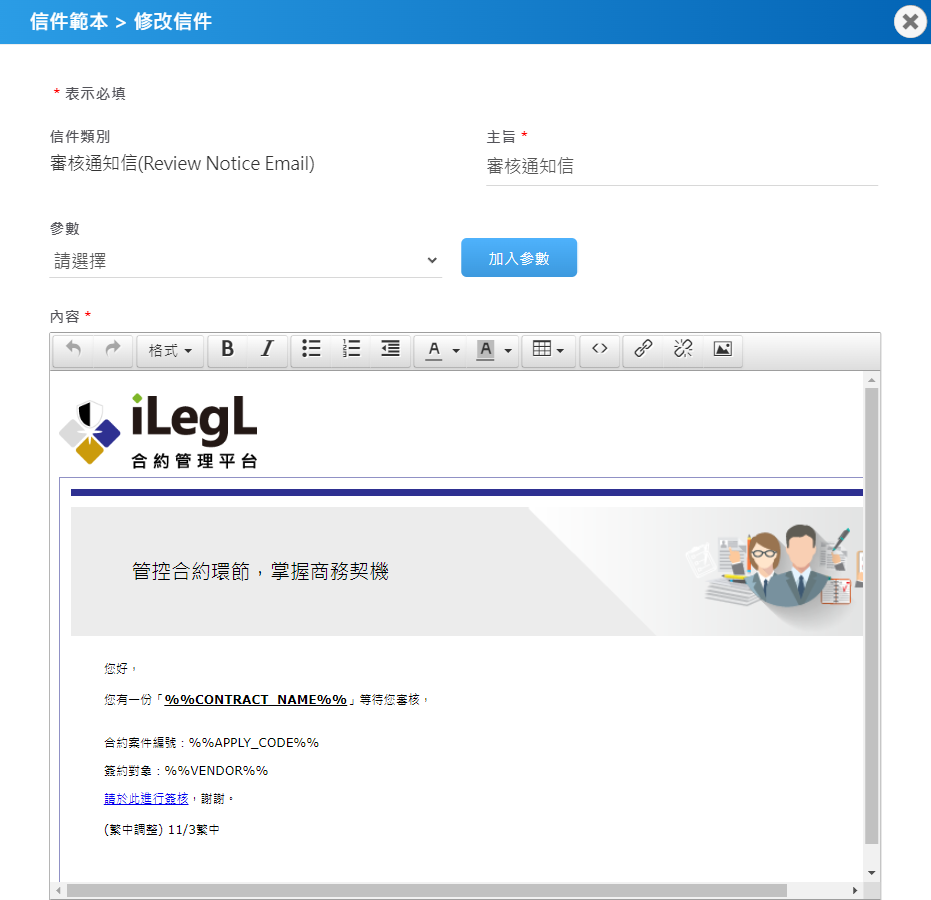 信件範本 > 修改信件
* 表示必填
信件類別
審核通知信(Review Notice Email)
主旨 *
審核通知信
參數
請選擇
加入參數
內容 *
格式
B
I
A
A
iLegL
合約管理平台
管控合約環節，掌握商務契機
您好，
您有一份「%%CONTRACT_NAME%%」等待您審核，
合約案件編號：%%APPLY_CODE%%
簽約對象：%%VENDOR%%
請於此進行簽核，謝謝。
(繁中調整) 11/3繁中